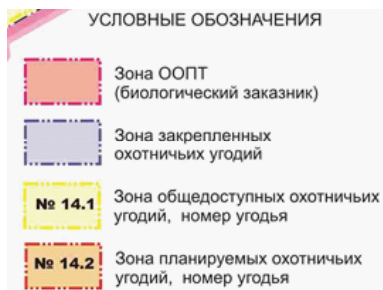 УСЛОВНЫЕ ОБОЗНАЧЕНИЯ
Зона ООПТ
(биологический заказник)
Зона закрепленных
охотничьих угодий
№ 14.1
Зона общедоступных охотничьих
угодий, номер угодья
№ 14.2
Зона планируемых охотничьих
угодий, номер угодья